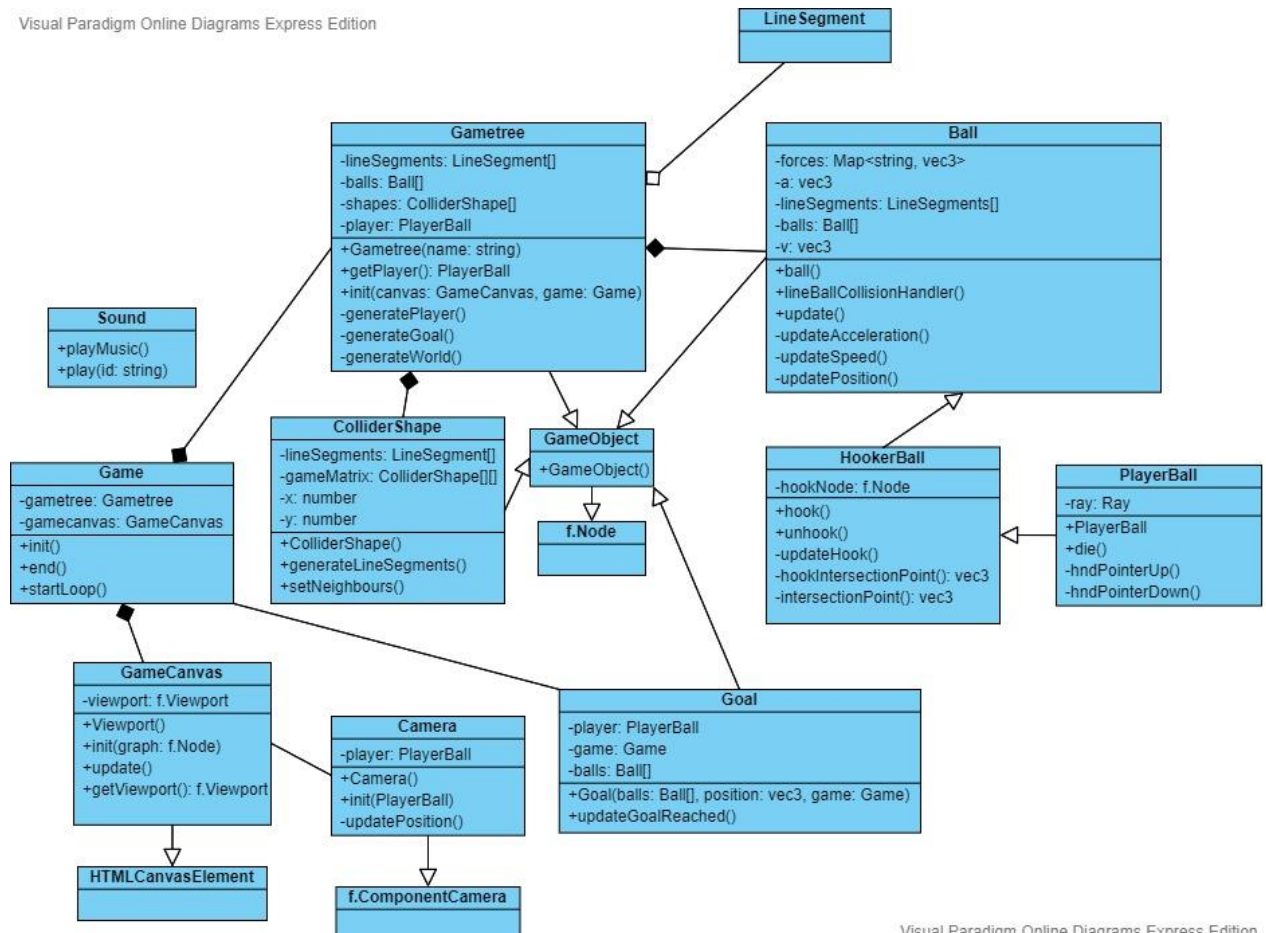 Visual Paradigm Online Diagrams Express Edition
LineSegment
Gametree
-lineSegments: LineSegment[]
-balls: Ball[]
-shapes: ColliderShape[]
-player: PlayerBall
+Gametree(name: string)
+getPlayer(): PlayerBall
+init(canvas: GameCanvas, game: Game)
-generatePlayer()
-generateGoal()
-generateWorld()
Ball
-forces: Map<string, vec3>
-a: vec3
-lineSegments: LineSegments[]
-balls: Ball[]
-v: vec3
+ball()
+lineBallCollisionHandler()
+update()
-updateAcceleration()
-updateSpeed()
-updatePosition()
Sound
+playMusic()
+play(id: string)
ColliderShape
-lineSegments: LineSegment[]
-gameMatrix: ColliderShape[][]
-x: number
-y: number
+ColliderShape()
+generateLineSegments()
+setNeighbours()
GameObject
+GameObject()
f.Node
Game
-gametree: Gametree
-gamecanvas: GameCanvas
+init()
+end()
+startLoop()
HookerBall
-hookNode: f.Node
+hook()
+unhook()
-updateHook()
-hookIntersectionPoint(): vec3
-intersectionPoint(): vec3
PlayerBall
-ray: Ray
+PlayerBall
+die()
-hndPointerUp()
-hndPointerDown()
GameCanvas
-viewport: f.Viewport
+Viewport()
+init(graph: f.Node)
+update()
+getViewport(): f.Viewport
Camera
-player: PlayerBall
+Camera()
+init(PlayerBall)
-updatePosition()
Goal
-player: PlayerBall
-game: Game
-balls: Ball[]
+Goal(balls: Ball[], position: vec3, game: Game)
+updateGoalReached()
HTMLCanvasElement
f.ComponentCamera
Visual Paradigm Online Diagrams Express Edition